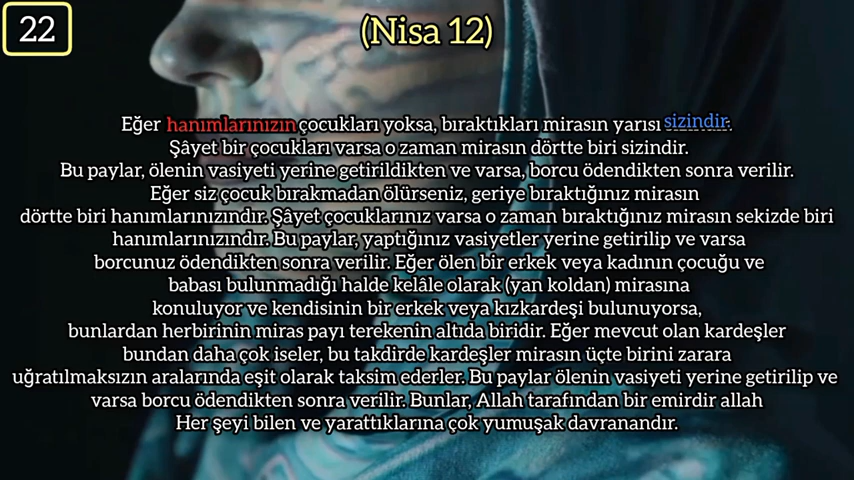 22
(Nisa 12)
Eğer hanımlarınızın çocukları yoksa, bıraktıkları mirasın yarısı sizindir.
Şâyet bir çocukları varsa o zaman mirasın dörtte biri sizindir.
Bu paylar, ölenin vasiyeti yerine getirildikten ve varsa, borcu ödendikten sonra verilir.
Eğer siz çocuk bırakmadan ölürseniz, geriye bıraktığınız mirasın
dörtte biri hanımlarınızındır. Şâyet çocuklarınız varsa o zaman bıraktığınız mirasın sekizde biri
hanımlarınızındır. Bu paylar, yaptığınız vasiyetler yerine getirilip ve varsa
borcunuz ödendikten sonra verilir. Eğer ölen bir erkek veya kadının çocuğu ve
babası bulunmadığı halde kelâle olarak (yan koldan) mirasına
konuluyor ve kendisinin bir erkek veya kızkardeşi bulunuyorsa,
bunlardan herbirinin miras payı terekenin altıda biridir. Eğer mevcut olan kardeşler
bundan daha çok iseler, bu takdirde kardeşler mirasın üçte birini zarara
uğratılmaksızın aralarında eşit olarak taksim ederler. Bu paylar ölenin vasiyeti yerine getirilip ve
varsa borcu ödendikten sonra verilir. Bunlar, Allah tarafından bir emirdir allah
Her şeyi bilen ve yarattıklarına çok yumuşak davranandır.